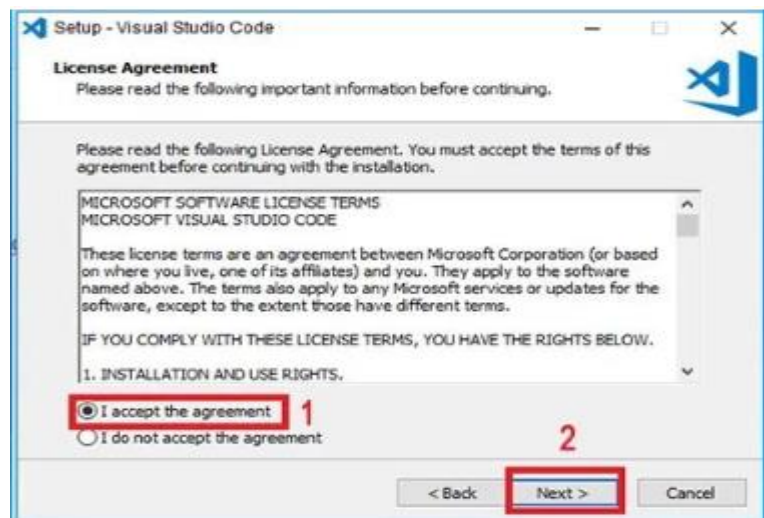 Setup - Visual Studio Code
License Agreement
Please read the following important information before continuing.
Please read the following License Agreement. You must accept the terms of this
agreement before continuing with the installation.
MICROSOFT SOFTWARE LICENSE TERMS
MICROSOFT VISUAL STUDIO CODE
These license terms are an agreement between Microsoft Corporation (or based
on where you live, one of its affiliates) and you. They apply to the software
named above. The terms also apply to any Microsoft services or updates for the
software, except to the extent those have different terms.
IF YOU COMPLY WITH THESE LICENSE TERMS, YOU HAVE THE RIGHTS BELOW.
1. INSTALLATION AND USE RIGHTS.
I accept the agreement 1
I do not accept the agreement
2
< Back Next > Cancel